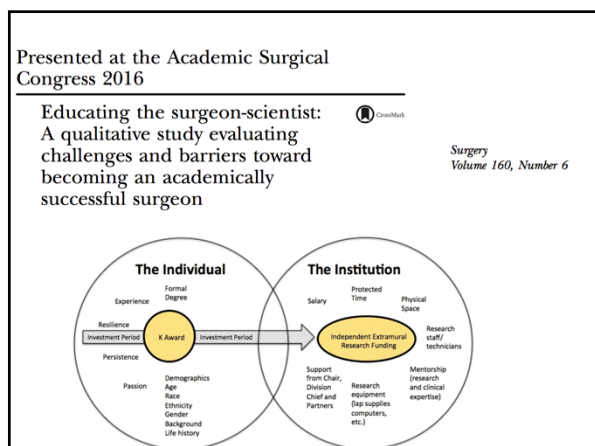 Presented at the Academic Surgical
Congress 2016
Educating the surgeon-scientist:
A qualitative study evaluating
challenges and barriers toward
becoming an academically
successful surgeon
CrossMark
Surgery
Volume 160, Number 6
The Individual
Formal
Degree
Experience
Resilience
Investment Period
K Award
Investment Period
Persistence
Passion
Demographics
Age
Race
Ethnicity
Gender
Background
Life history
The Institution
Salary
Protected
Time
Physical
Space
Independent Extramural
Research Funding
Research
staff/
technicians
Support
from Chair,
Division
Chief and
Partners
Research
equipment
(lap supplies
computers,
etc.)
Mentorship
(research
and clinical
expertise)